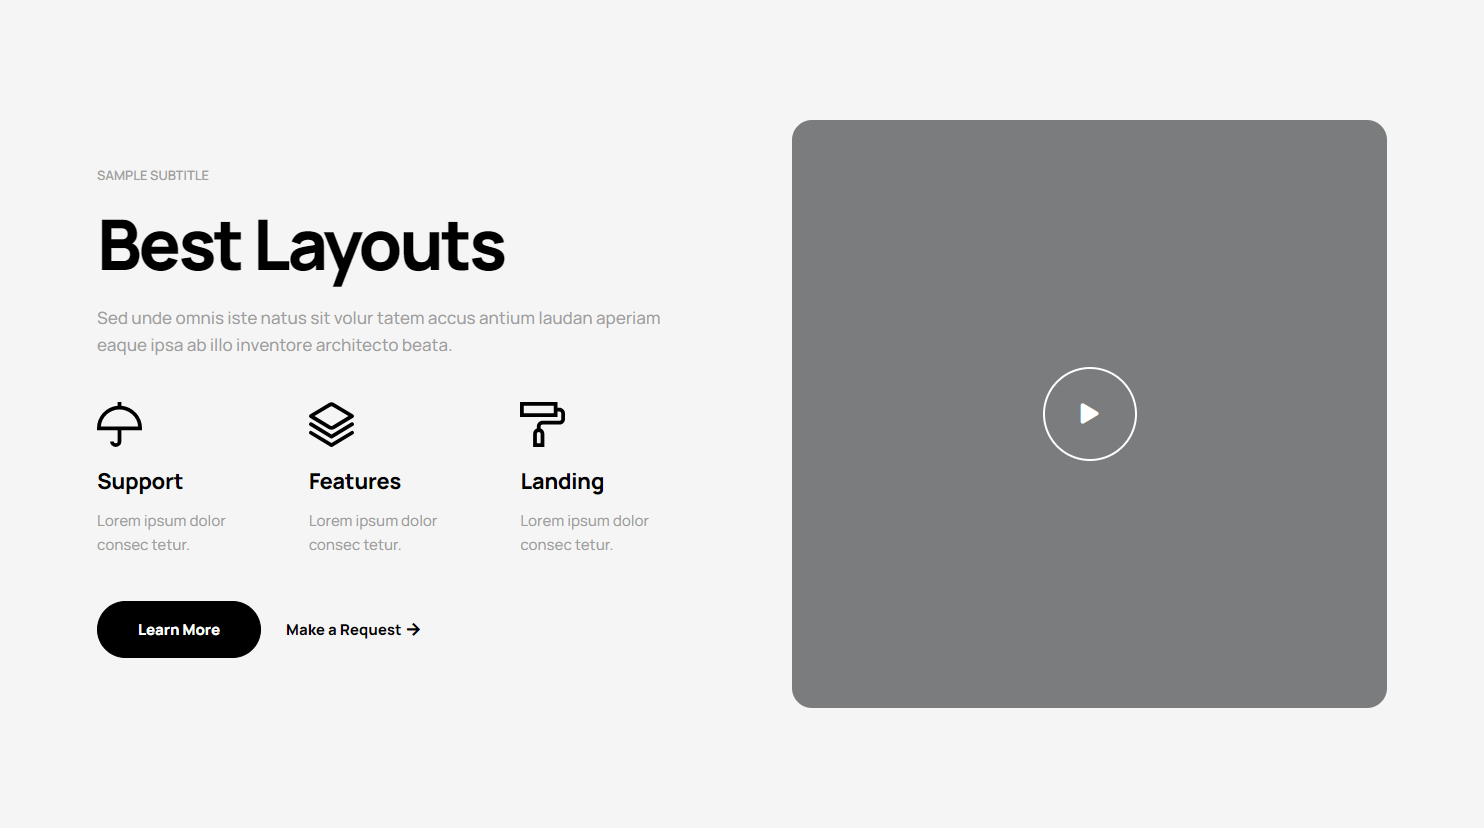 SAMPLE SUBTITLE
Best Layouts
Sed unde omnis iste natus sit volur tatem accus antium laudan aperiam
eaque ipsa ab illo inventore architecto beata.
Support
Lorem ipsum dolor
consec tetur.
Features
Lorem ipsum dolor
consec tetur.
Landing
Lorem ipsum dolor
consec tetur.
Learn More
Make a Request